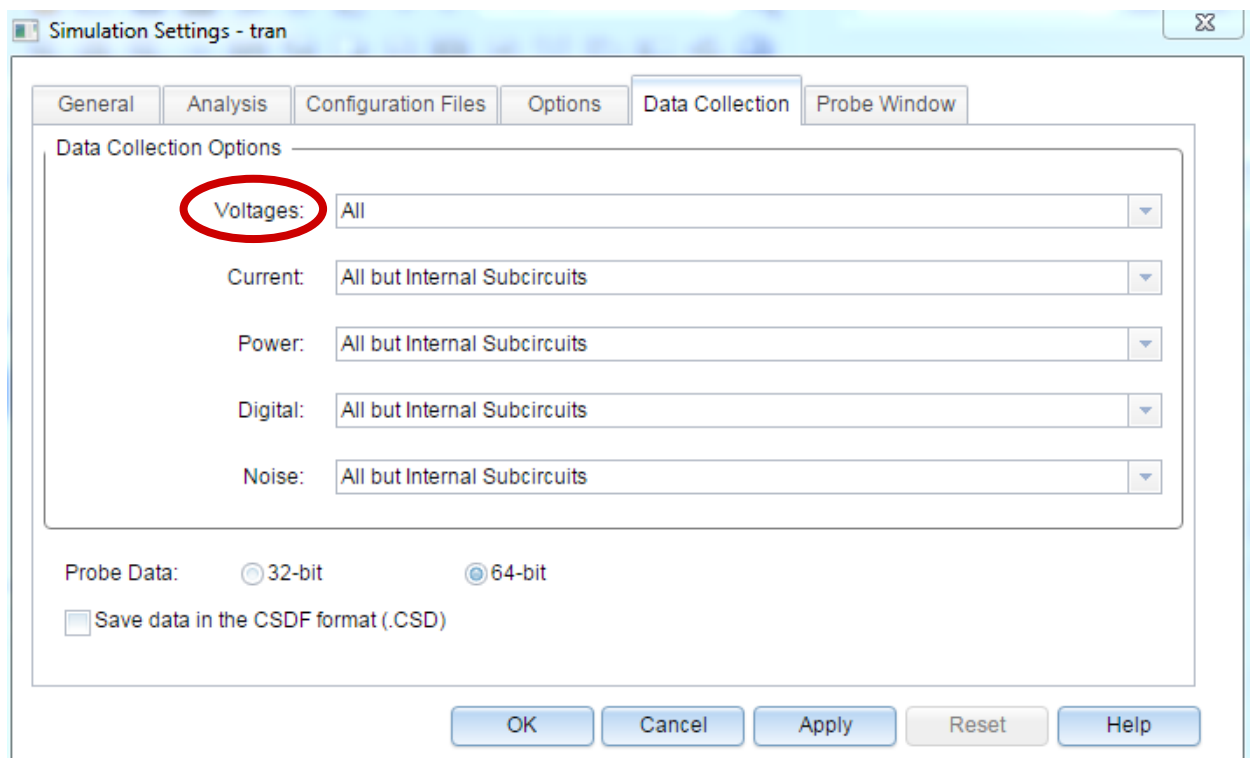 Simulation Settings - tran
General Analysis Configuration Files Options Data Collection Probe Window
Data Collection Options
Voltages: All
Current: All but Internal Subcircuits
Power: All but Internal Subcircuits
Digital: All but Internal Subcircuits
Noise: All but Internal Subcircuits
Probe Data: 32-bit 64-bit
Save data in the CSDF format (.CSD)
OK Cancel Apply Reset Help